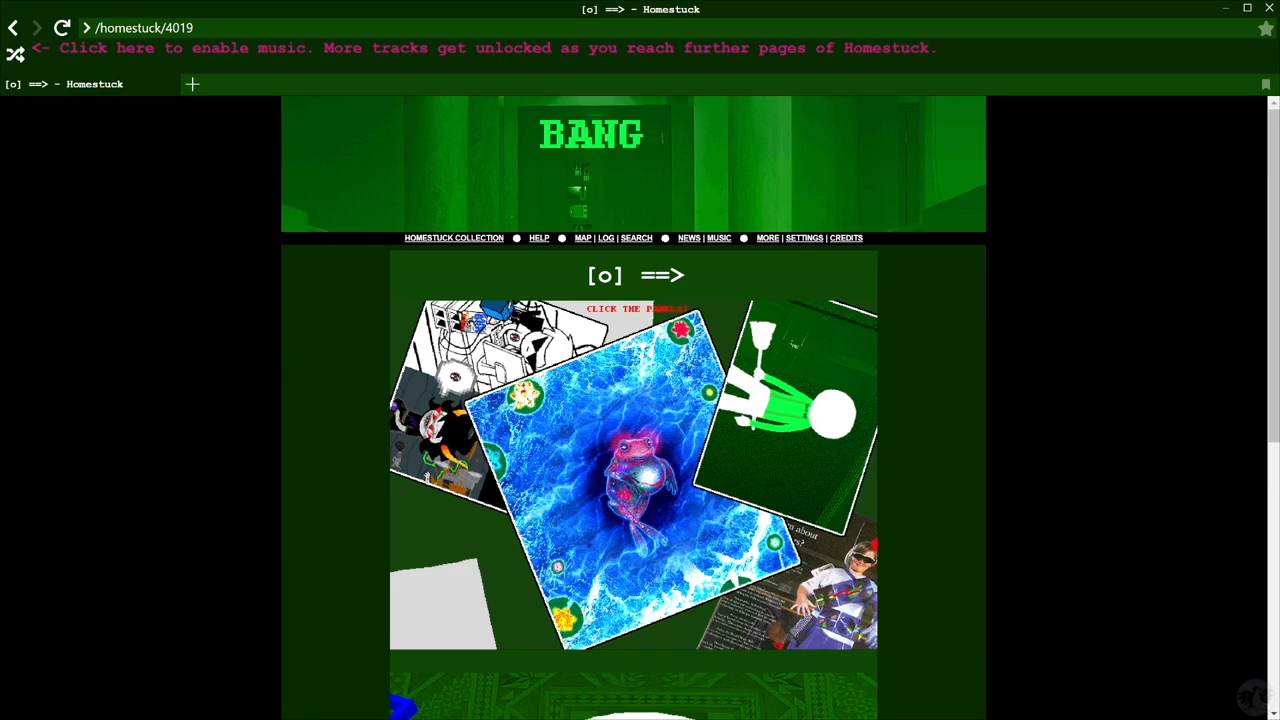 [o] ==> - Homestuck
/homestuck/4019
<- Click here to enable music. More tracks get unlocked as you reach further pages of Homestuck.
[o] ==> - Homestuck
BANG
HOMESTUCK COLLECTION HELP MAP | LOG | SEARCH NEWS | MUSIC MORE | SETTINGS | CREDITS
[o] ==>
CLICK THE
about